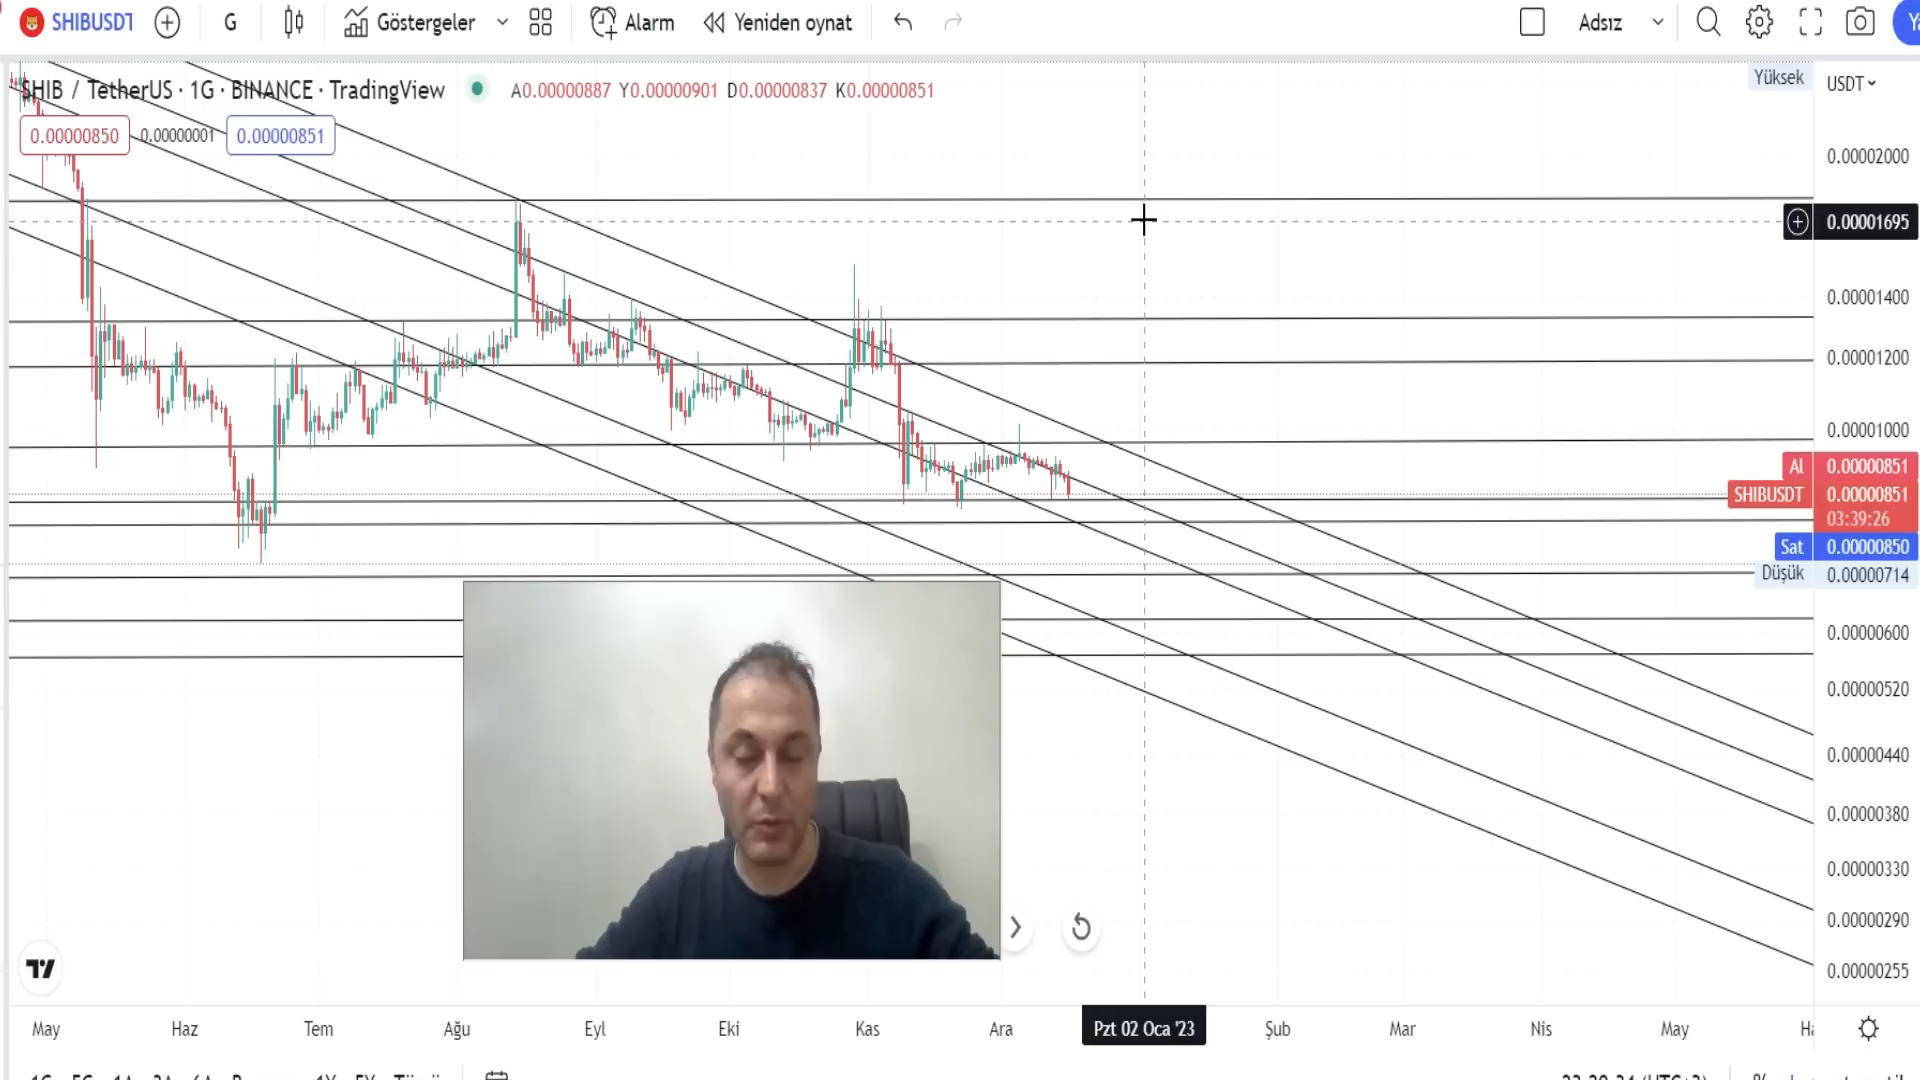 SHIBUSDT G Göstergeler Alarm Yeniden oynat Adsız
SHIB / TetherUS · 1G · BINANCE · TradingView A0.00000887 Y0.00000901 D0.00000837 K0.00000851
0.00000850 0.00000001 0.00000851
Yüksek USDT
0.00002000
0.00001695
0.00001400
0.00001200
0.00001000
Al 0.00000851
SHIBUSDT 0.00000851
03:39:26
Sat 0.00000850
Düşük 0.00000714
0.00000600
0.00000520
0.00000440
0.00000380
0.00000330
0.00000290
0.00000255
May Haz Tem Ağu Eyl Eki Kas Ara Pzt 02 Oca '23 Şub Mar Nis May